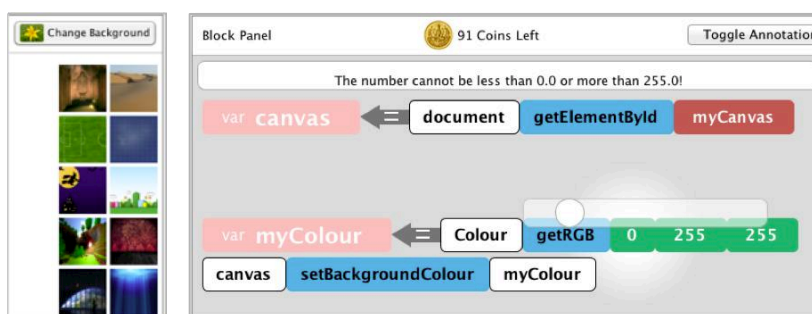 Change Background
Block Panel 91 Coins Left Toggle Annotation
The number cannot be less than 0.0 or more than 255.0!
var canvas = document getElementById myCanvas
var myColour = Colour getRGB 0 255 255
canvas setBackgroundColour myColour